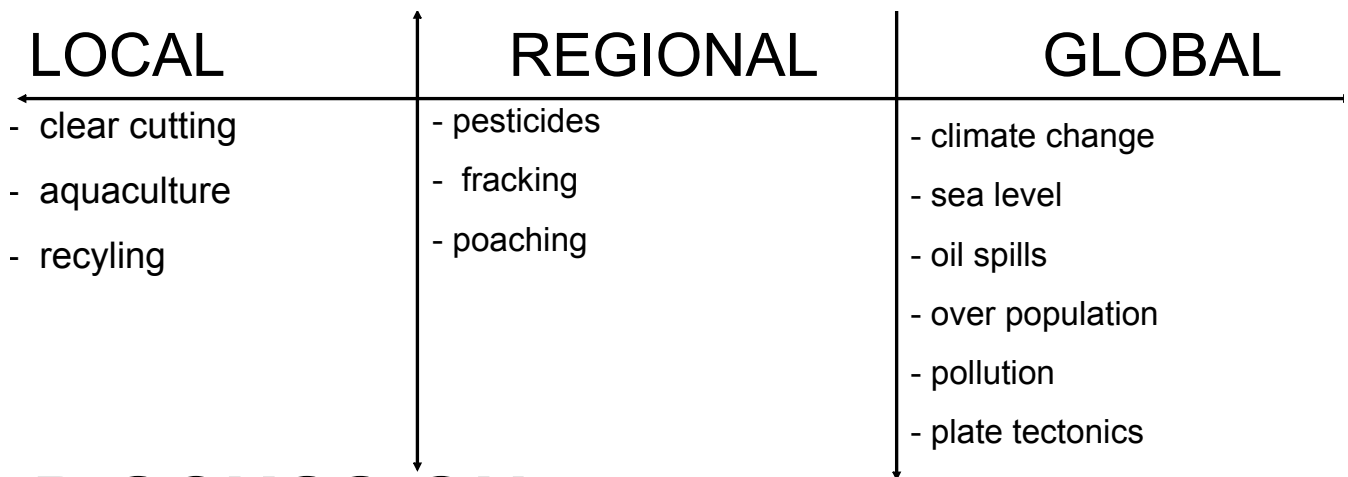 LOCAL REGIONAL GLOBAL
- clear cutting
- aquaculture
- recyling
- pesticides
- fracking
- poaching
- climate change
- sea level
- oil spills
- over population
- pollution
- plate tectonics